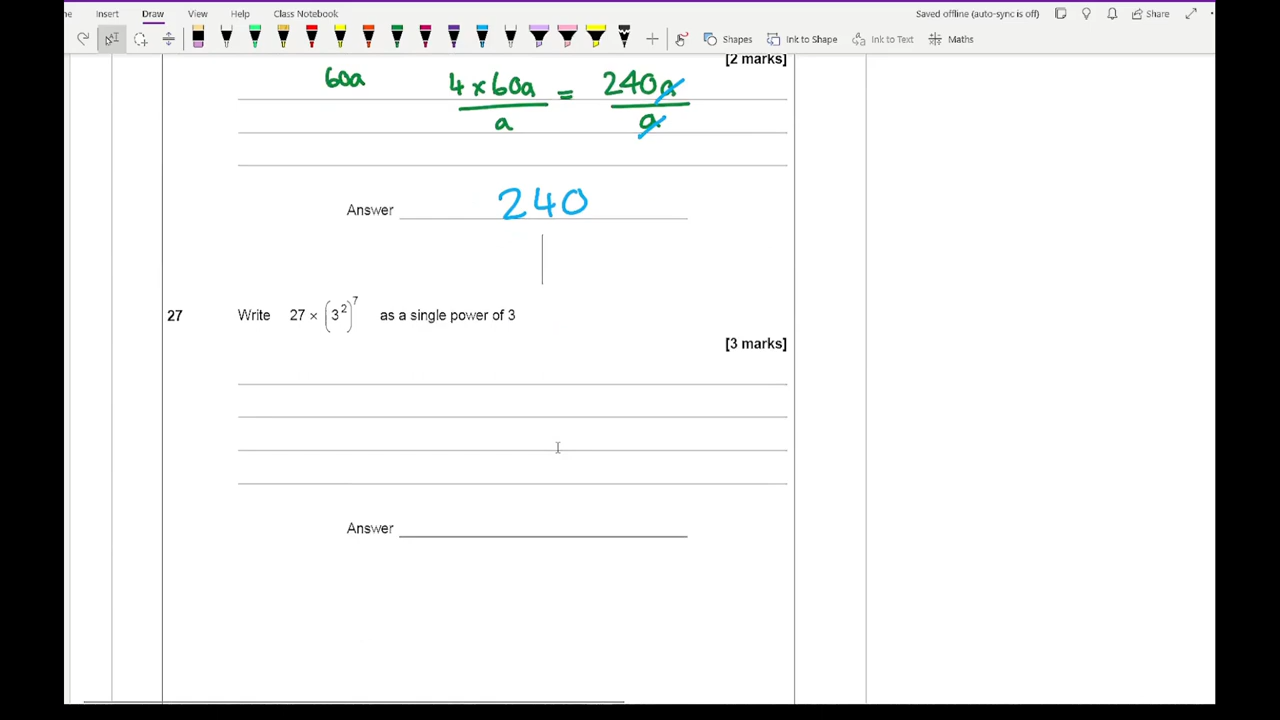 me Insert Draw View Help Class Notebook Saved offline (auto-sync is off) Share
Shapes Ink to Shape Ink to Text Maths
[2 marks]
60a 4 x 60a / a = 240a / a
Answer 240
27 Write 27 × (3²)⁷ as a single power of 3
[3 marks]
Answer